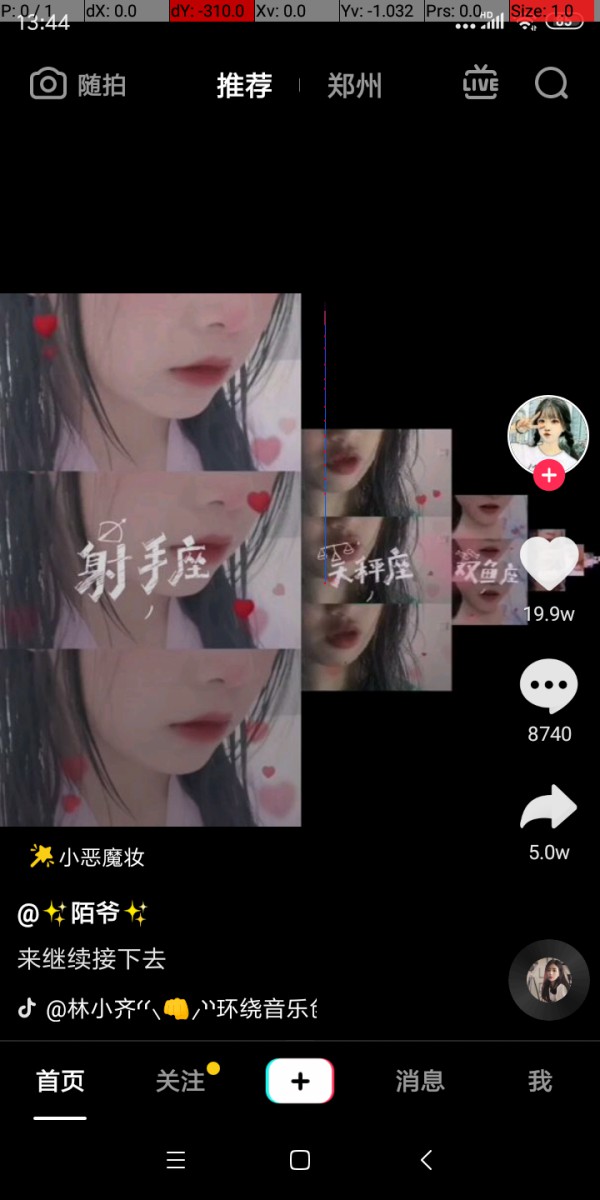 P: 0 / 1 dX: 0.0 dY: -310.0 Xv: 0.0 Yv: -1.032 Prs: 0.0 Size: 1.0
13:44 HD 85
随拍 推荐 郑州 LIVE
射手座 天秤座 双鱼座
19.9w
8740
5.0w
小恶魔妆
@✨陌爷✨
来继续接下去
@林小齐՞՞⸜👊⸝՞՞环绕音乐
首页 关注 消息 我